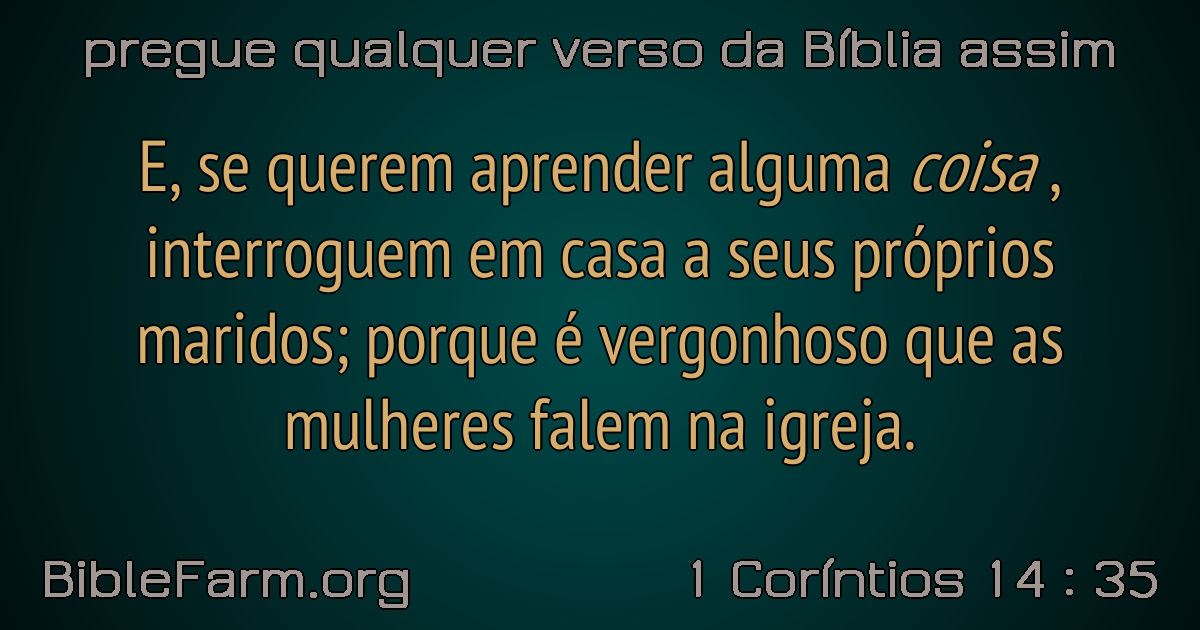 pregue qualquer verso da Bíblia assim
E, se querem aprender alguma coisa ,
interroguem em casa a seus próprios
maridos; porque é vergonhoso que as
mulheres falem na igreja.
BibleFarm.org
1 Coríntios 14 : 35